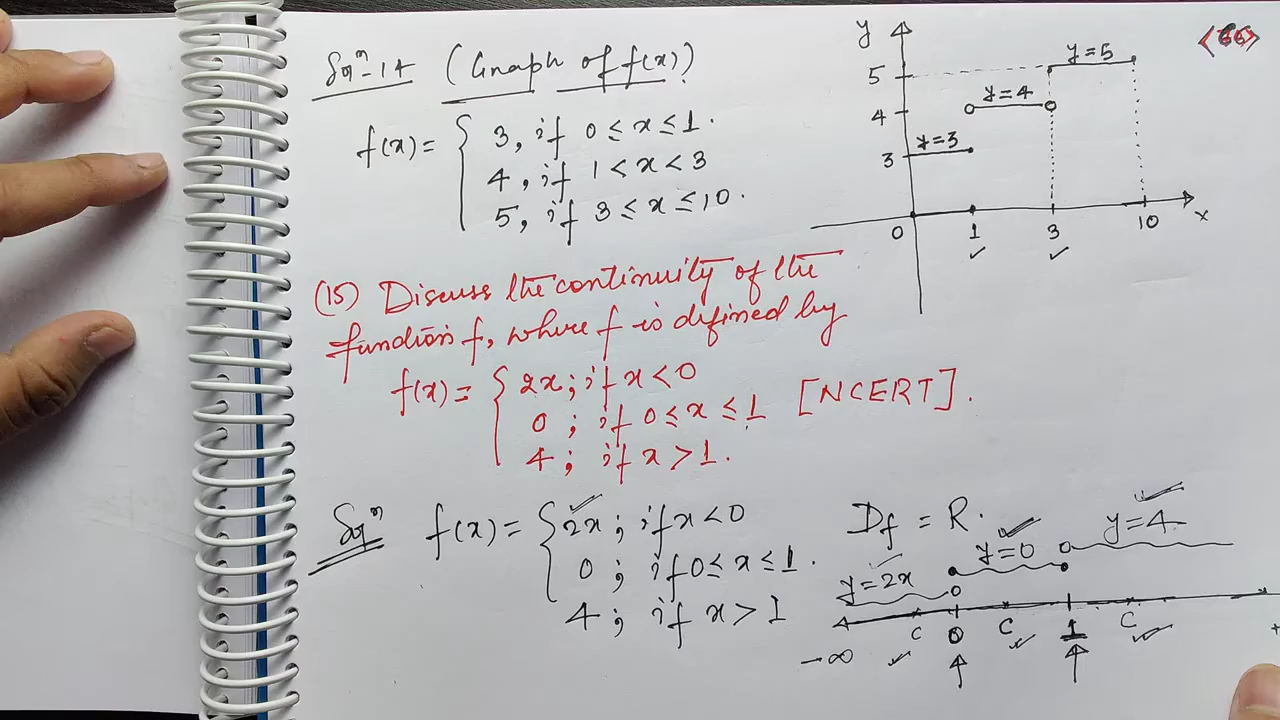 Solⁿ-14 (Graph of f(x))
f(x) = { 3, if 0 ≤ x ≤ 1.
4, if 1 < x < 3
5, if 3 ≤ x ≤ 10.
y
5
4
3
y=5
y=4
y=3
0
1
3
10
x
✓
✓
(15) Discuss the continuity of the
function f, where f is defined by
f(x) = { 2x; if x < 0
0 ; if 0 ≤ x ≤ 1 [NCERT].
4 ; if x > 1.
Solⁿ f(x) = { 2x ; if x < 0
0 ; if 0 ≤ x ≤ 1.
4 ; if x > 1
Df = R.
y=2x
y=0
y=4
-∞
C
0
C
1
C
+